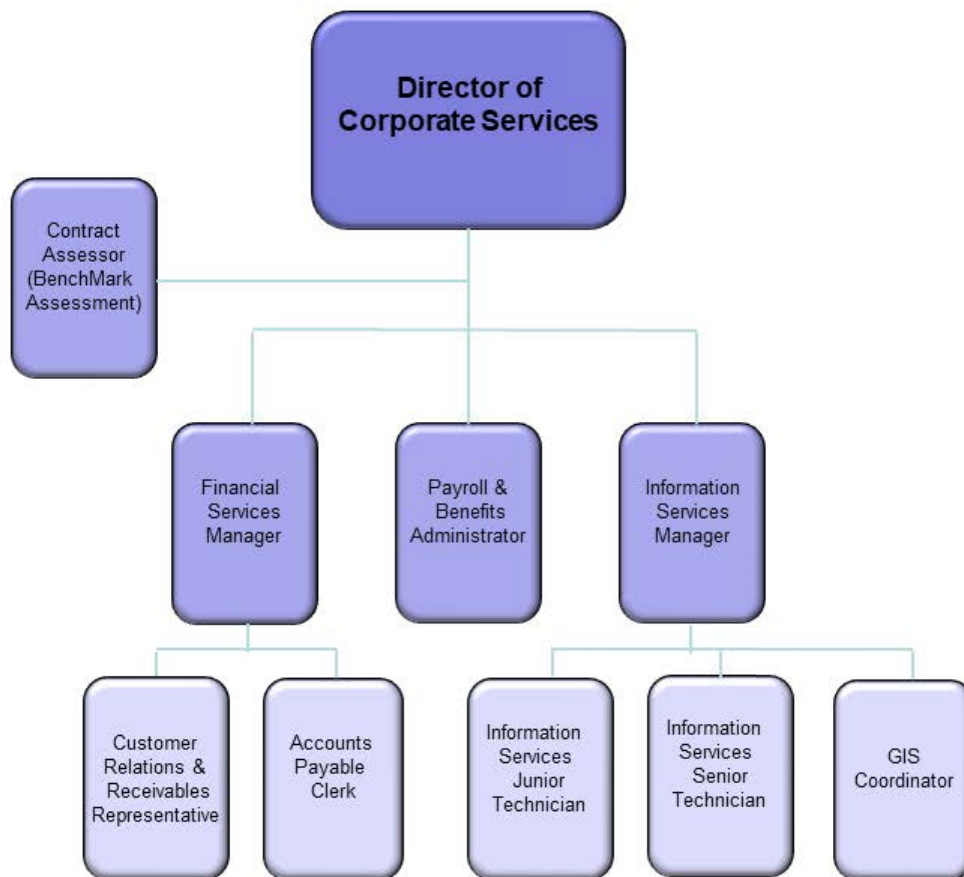 Director of
Corporate Services
Contract
Assessor
(BenchMark
Assessment)
Financial
Services
Manager
Payroll &
Benefits
Administrator
Information
Services
Manager
Customer
Relations &
Receivables
Representative
Accounts
Payable
Clerk
Information
Services
Junior
Technician
Information
Services
Senior
Technician
GIS
Coordinator